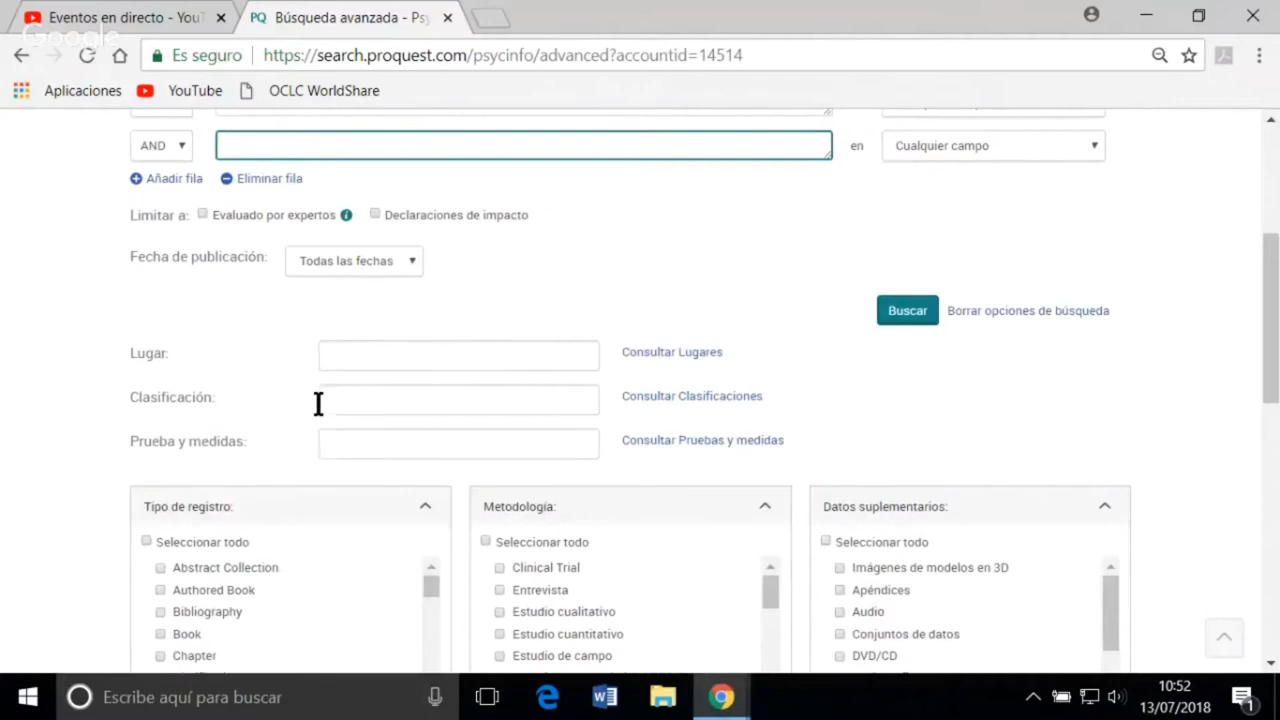 Eventos en directo - YouT
PQ Búsqueda avanzada - Psy
Google
Es seguro https://search.proquest.com/psycinfo/advanced?accountid=14514
Aplicaciones YouTube OCLC WorldShare
AND en Cualquier campo
Añadir fila Eliminar fila
Limitar a: Evaluado por expertos i Declaraciones de impacto
Fecha de publicación: Todas las fechas
Buscar Borrar opciones de búsqueda
Lugar: Consultar Lugares
Clasificación: Consultar Clasificaciones
Prueba y medidas: Consultar Pruebas y medidas
Tipo de registro: Metodología: Datos suplementarios:
Seleccionar todo Seleccionar todo Seleccionar todo
Abstract Collection Clinical Trial Imágenes de modelos en 3D
Authored Book Entrevista Apéndices
Bibliography Estudio cualitativo Audio
Book Estudio cuantitativo Conjuntos de datos
Chapter Estudio de campo DVD/CD
Escribe aquí para buscar
10:52
13/07/2018
1